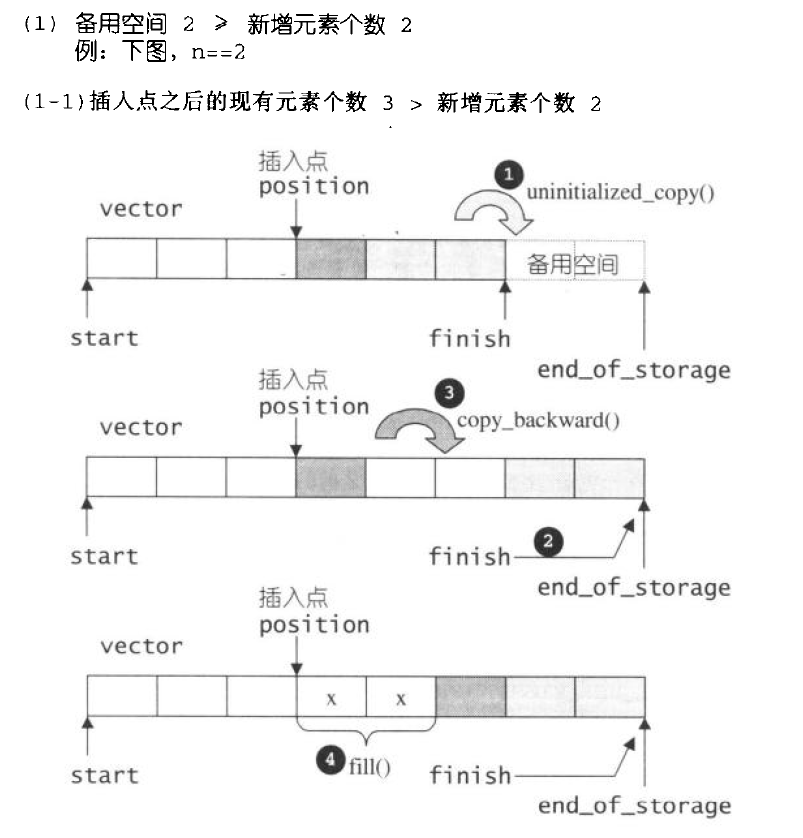 (1) 备用空间 2 ⩾ 新增元素个数 2
例：下图，n==2
(1-1)插入点之后的现有元素个数 3 > 新增元素个数 2
插入点
position
1
uninitialized_copy()
vector
备用空间
start
finish
end_of_storage
插入点
position
3
copy_backward()
vector
start
finish
2
end_of_storage
插入点
position
vector
x
x
4
fill()
start
finish
end_of_storage